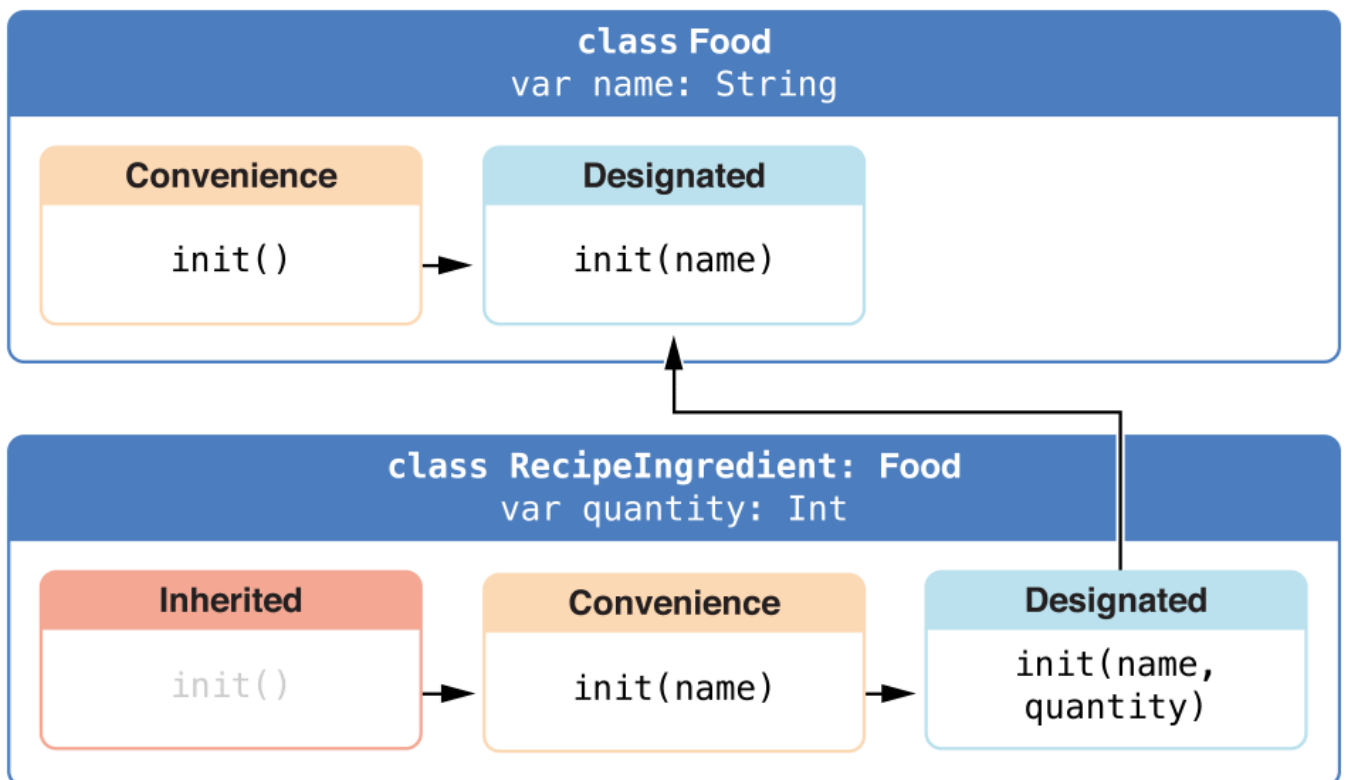 class Food
var name: String
Convenience
Designated
init()
init(name)
class RecipeIngredient: Food
var quantity: Int
Inherited
Convenience
Designated
init()
init(name)
init(name,
quantity)